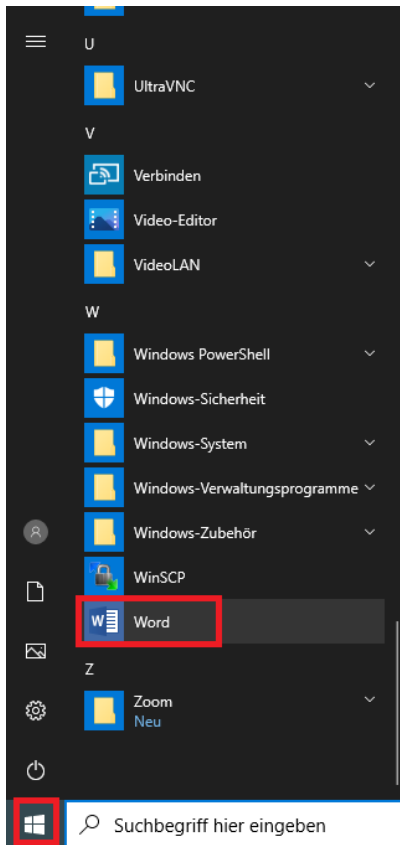 U
UltraVNC
V
Verbinden
Video-Editor
VideoLAN
W
Windows PowerShell
Windows-Sicherheit
Windows-System
Windows-Verwaltungsprogramme
Windows-Zubehör
WinSCP
W Word
Z
Zoom
Neu
Suchbegriff hier eingeben